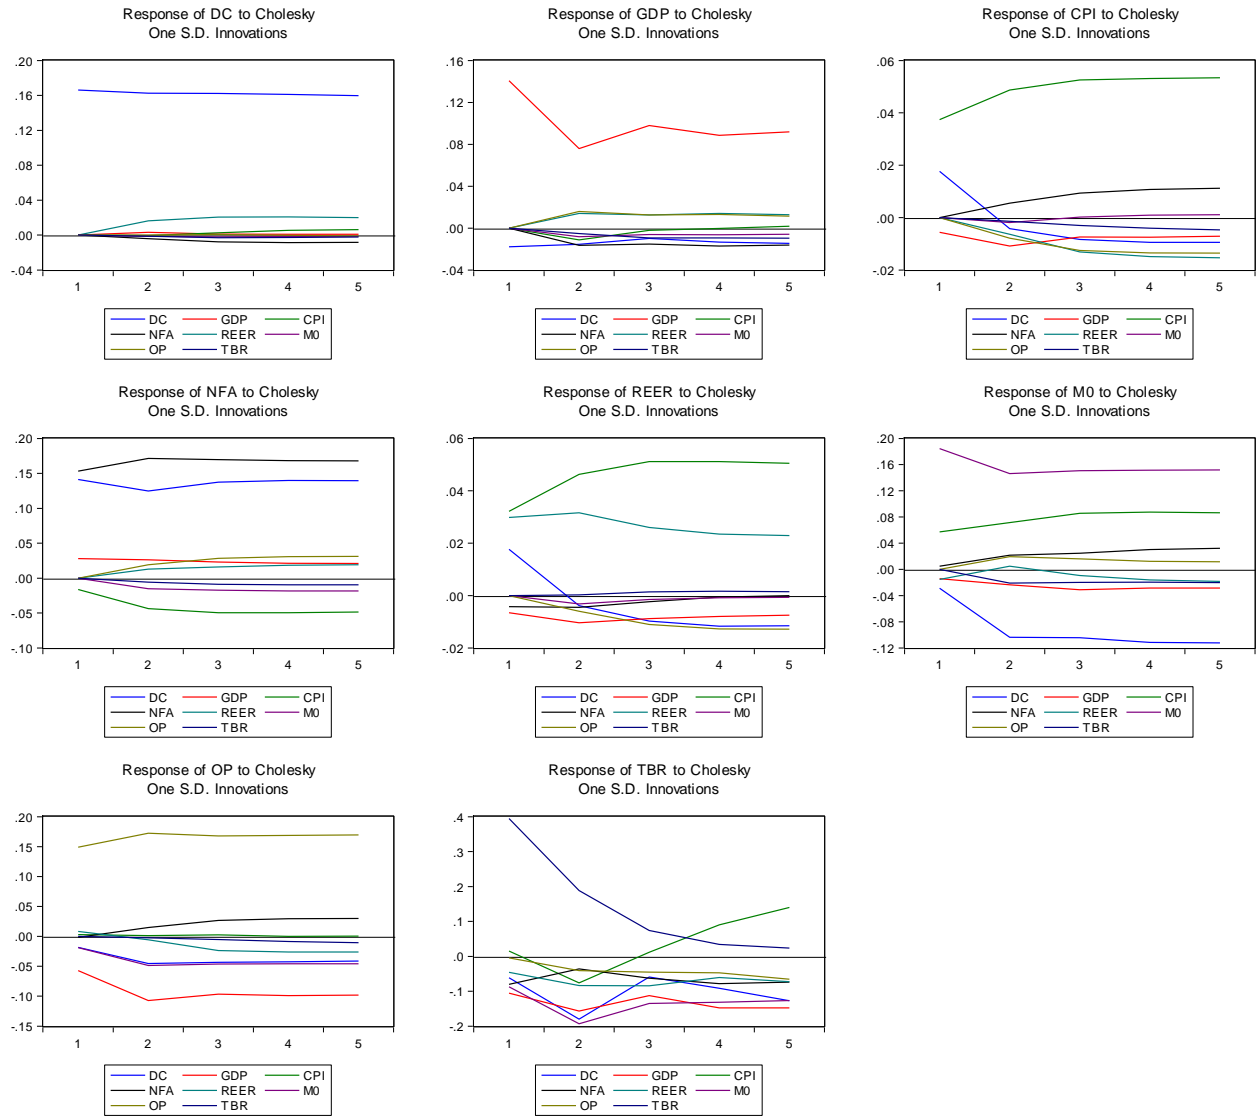 Response of DC to Cholesky
One S.D. Innovations
.20
.16
.12
.08
.04
.00
-.04
1 2 3 4 5
DC GDP CPI
NFA REER M0
OP TBR
Response of GDP to Cholesky
One S.D. Innovations
.16
.12
.08
.04
.00
-.04
1 2 3 4 5
DC GDP CPI
NFA REER M0
OP TBR
Response of CPI to Cholesky
One S.D. Innovations
.06
.04
.02
.00
-.02
1 2 3 4 5
DC GDP CPI
NFA REER M0
OP TBR
Response of NFA to Cholesky
One S.D. Innovations
.20
.15
.10
.05
.00
-.05
-.10
1 2 3 4 5
DC GDP CPI
NFA REER M0
OP TBR
Response of REER to Cholesky
One S.D. Innovations
.06
.04
.02
.00
-.02
1 2 3 4 5
DC GDP CPI
NFA REER M0
OP TBR
Response of M0 to Cholesky
One S.D. Innovations
.20
.16
.12
.08
.04
.00
-.04
-.08
-.12
1 2 3 4 5
DC GDP CPI
NFA REER M0
OP TBR
Response of OP to Cholesky
One S.D. Innovations
.20
.15
.10
.05
.00
-.05
-.10
-.15
1 2 3 4 5
DC GDP CPI
NFA REER M0
OP TBR
Response of TBR to Cholesky
One S.D. Innovations
.4
.3
.2
.1
.0
-.1
-.2
1 2 3 4 5
DC GDP CPI
NFA REER M0
OP TBR